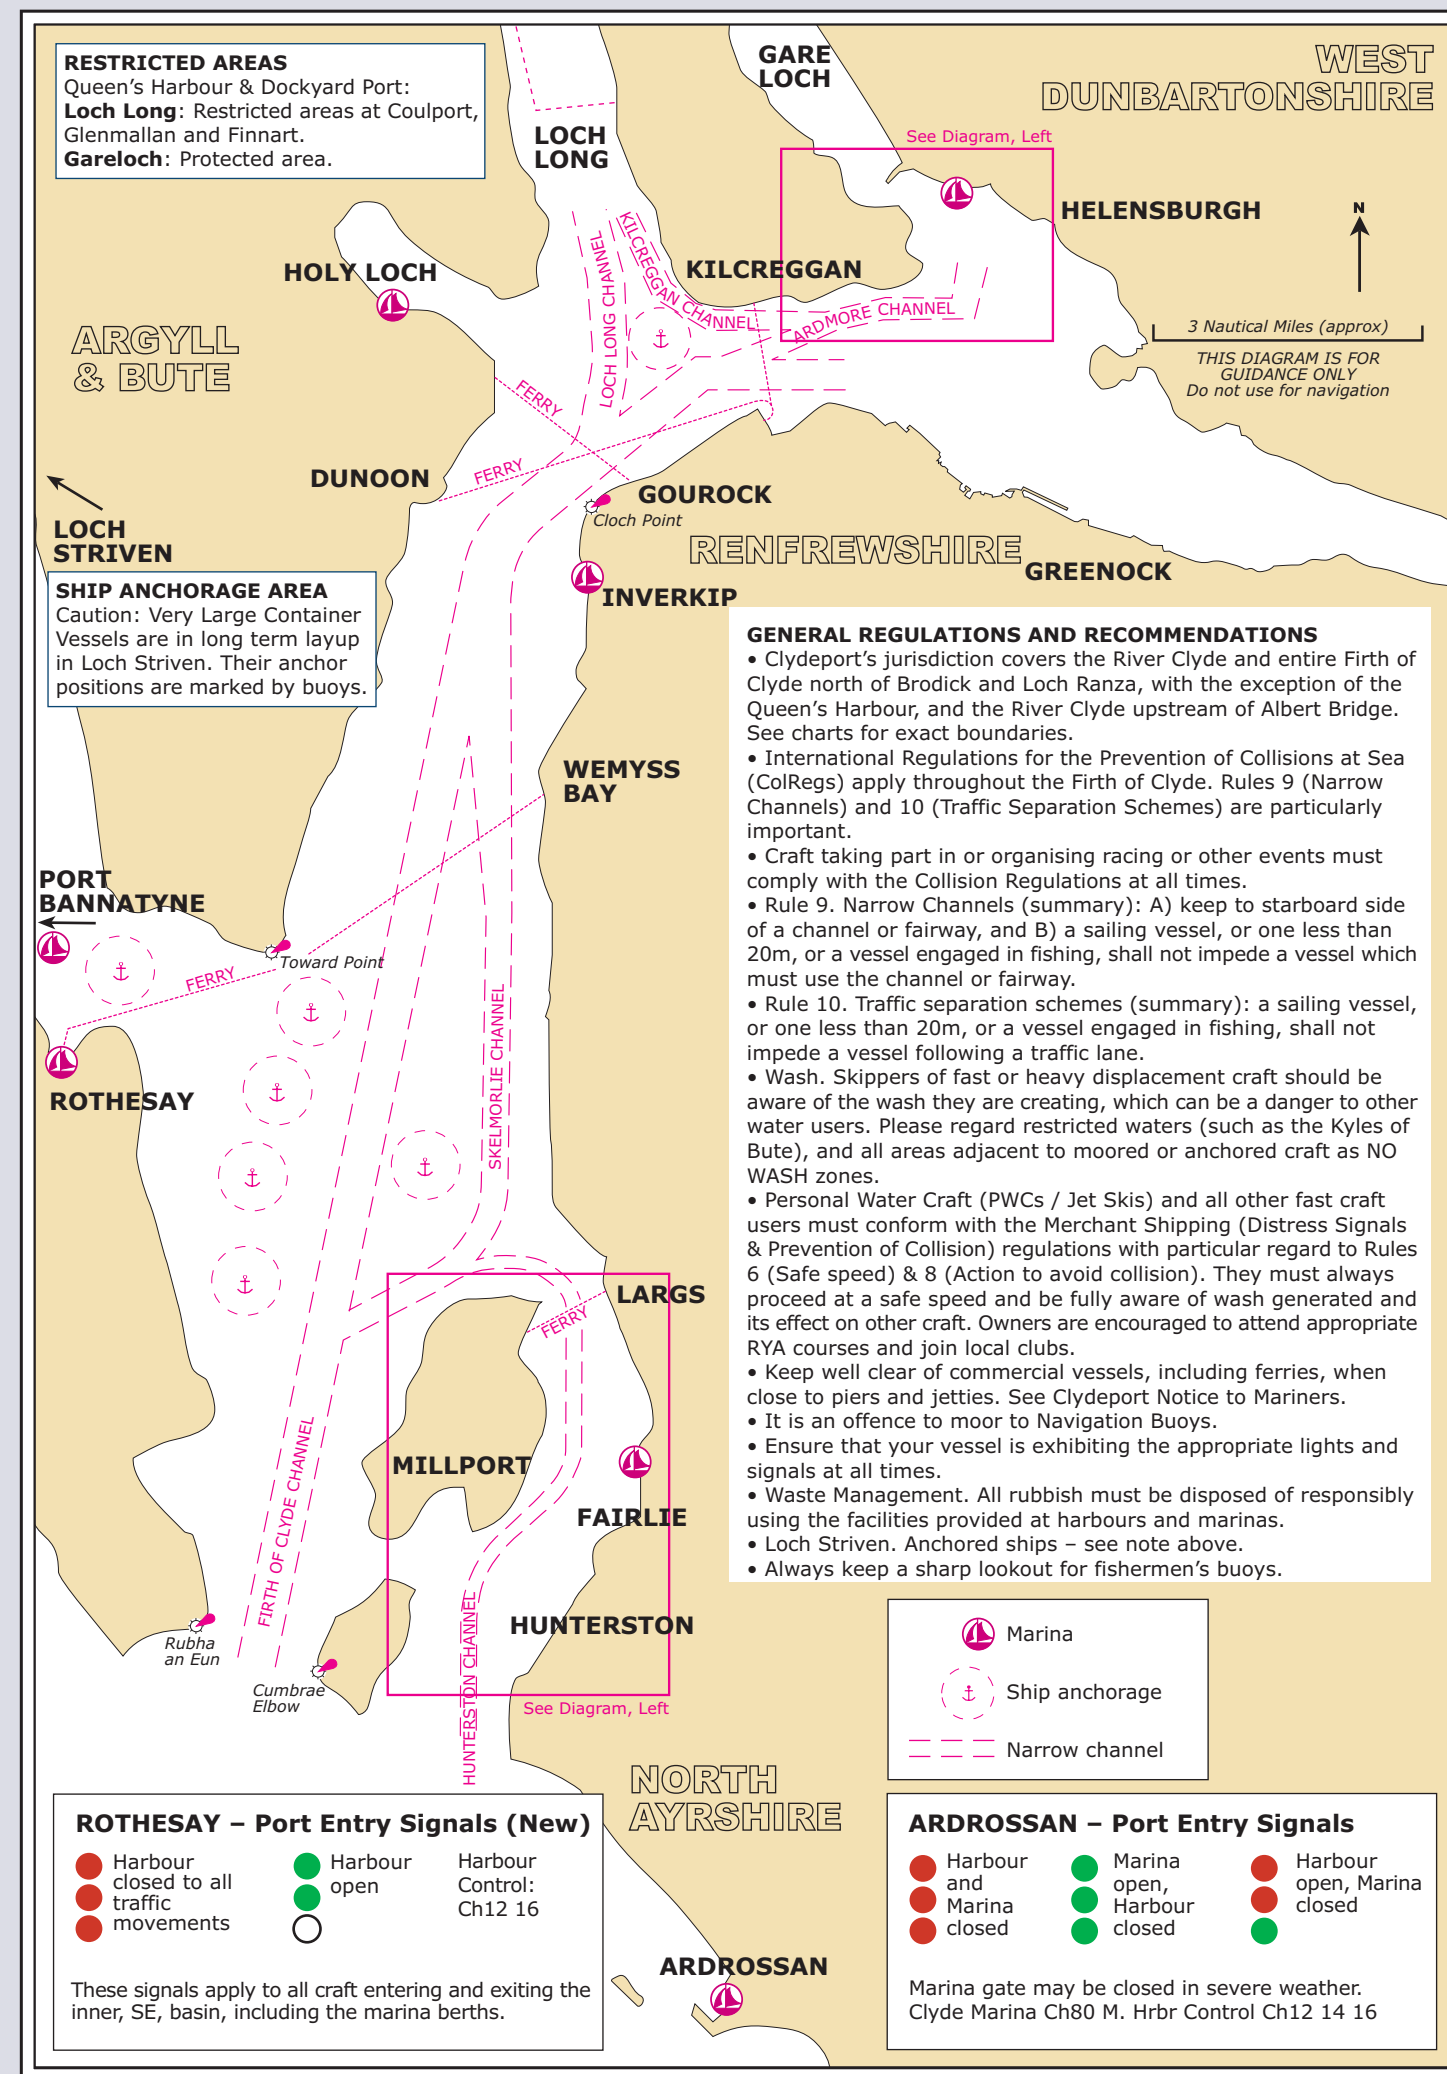 RESTRICTED AREAS
Queen's Harbour & Dockyard Port:
Loch Long: Restricted areas at Coulport,
Glenmallan and Finnart.
Gareloch: Protected area.
GARE
LOCH
WEST
DUNBARTONSHIRE
LOCH
LONG
See Diagram, Left
HELENSBURGH
N
HOLY LOCH
KILCREGGAN
LOCH LONG CHANNEL
KILCREGGAN CHANNEL
ARDMORE CHANNEL
3 Nautical Miles (approx)
THIS DIAGRAM IS FOR
GUIDANCE ONLY
Do not use for navigation
ARGYLL
& BUTE
FERRY
FERRY
DUNOON
GOUROCK
Cloch Point
LOCH
STRIVEN
RENFREWSHIRE
GREENOCK
INVERKIP
SHIP ANCHORAGE AREA
Caution: Very Large Container
Vessels are in long term layup
in Loch Striven. Their anchor
positions are marked by buoys.
GENERAL REGULATIONS AND RECOMMENDATIONS
• Clydeport's jurisdiction covers the River Clyde and entire Firth of
Clyde north of Brodick and Loch Ranza, with the exception of the
Queen's Harbour, and the River Clyde upstream of Albert Bridge.
See charts for exact boundaries.
• International Regulations for the Prevention of Collisions at Sea
(ColRegs) apply throughout the Firth of Clyde. Rules 9 (Narrow
Channels) and 10 (Traffic Separation Schemes) are particularly
important.
• Craft taking part in or organising racing or other events must
comply with the Collision Regulations at all times.
• Rule 9. Narrow Channels (summary): A) keep to starboard side
of a channel or fairway, and B) a sailing vessel, or one less than
20m, or a vessel engaged in fishing, shall not impede a vessel which
must use the channel or fairway.
• Rule 10. Traffic separation schemes (summary): a sailing vessel,
or one less than 20m, or a vessel engaged in fishing, shall not
impede a vessel following a traffic lane.
• Wash. Skippers of fast or heavy displacement craft should be
aware of the wash they are creating, which can be a danger to other
water users. Please regard restricted waters (such as the Kyles of
Bute), and all areas adjacent to moored or anchored craft as NO
WASH zones.
• Personal Water Craft (PWCs / Jet Skis) and all other fast craft
users must conform with the Merchant Shipping (Distress Signals
& Prevention of Collision) regulations with particular regard to Rules
6 (Safe speed) & 8 (Action to avoid collision). They must always
proceed at a safe speed and be fully aware of wash generated and
its effect on other craft. Owners are encouraged to attend appropriate
RYA courses and join local clubs.
• Keep well clear of commercial vessels, including ferries, when
close to piers and jetties. See Clydeport Notice to Mariners.
• It is an offence to moor to Navigation Buoys.
• Ensure that your vessel is exhibiting the appropriate lights and
signals at all times.
• Waste Management. All rubbish must be disposed of responsibly
using the facilities provided at harbours and marinas.
• Loch Striven. Anchored ships – see note above.
• Always keep a sharp lookout for fishermen's buoys.
WEMYSS
BAY
PORT
BANNATYNE
Toward Point
FERRY
SKELMORLIE CHANNEL
ROTHESAY
LARGS
FERRY
MILLPORT
FIRTH OF CLYDE CHANNEL
FAIRLIE
HUNTERSTON
HUNTERSTON CHANNEL
Rubha
an Eun
Cumbrae
Elbow
See Diagram, Left
Marina
Ship anchorage
Narrow channel
NORTH
AYRSHIRE
ROTHESAY – Port Entry Signals (New)
Harbour
closed to all
traffic
movements
Harbour
open
Harbour
Control:
Ch12 16
These signals apply to all craft entering and exiting the
inner, SE, basin, including the marina berths.
ARDROSSAN
ARDROSSAN – Port Entry Signals
Harbour
and
Marina
closed
Marina
open,
Harbour
closed
Harbour
open, Marina
closed
Marina gate may be closed in severe weather.
Clyde Marina Ch80 M. Hrbr Control Ch12 14 16